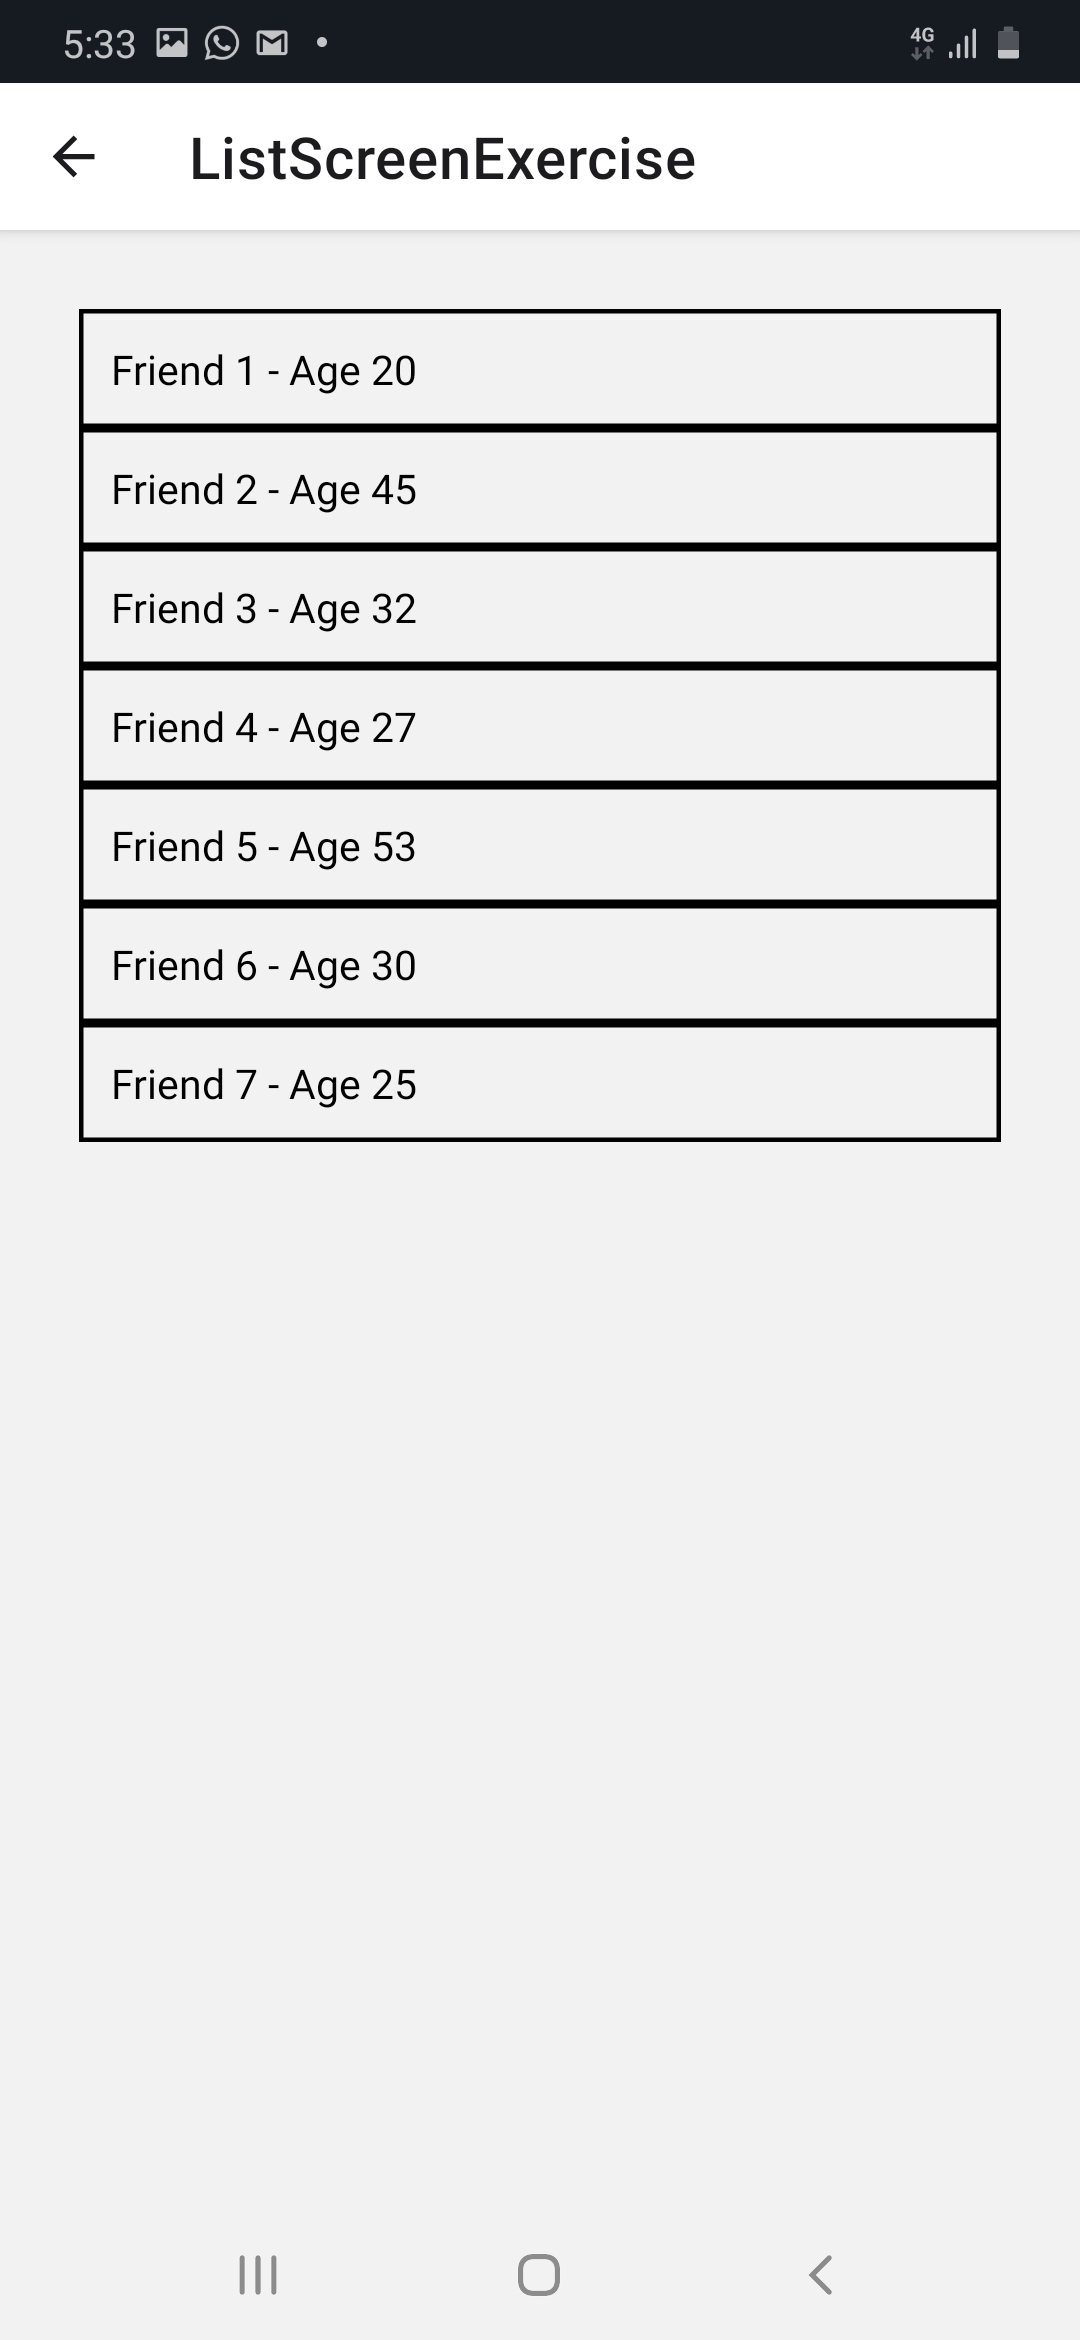 5:33
4G
ListScreenExercise
Friend 1 - Age 20
Friend 2 - Age 45
Friend 3 - Age 32
Friend 4 - Age 27
Friend 5 - Age 53
Friend 6 - Age 30
Friend 7 - Age 25